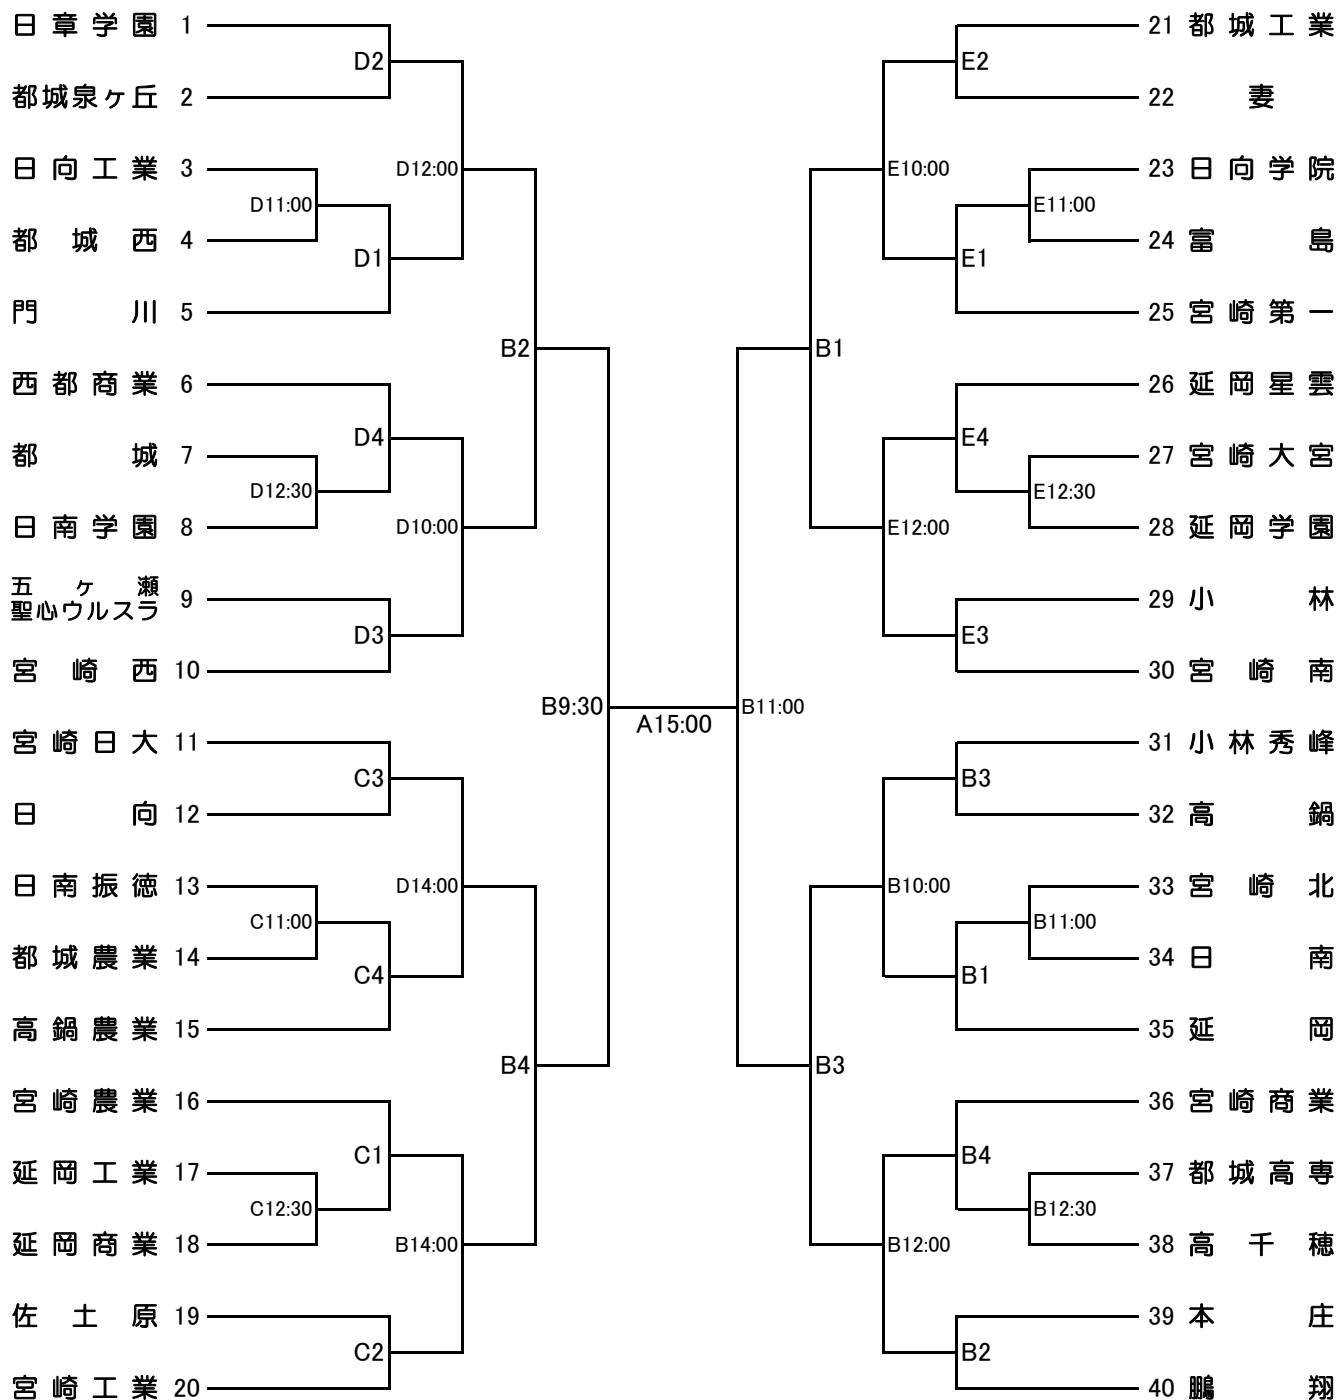 日章学園 1
D2
都城泉ヶ丘 2
日向工業 3
D12:00
D11:00
都城西 4
D1
門川 5
B2
西都商業 6
D4
都城 7
D12:30
日南学園 8
D10:00
五ヶ瀬
聖心ウルスラ 9
D3
宮崎西 10
B9:30
宮崎日大 11
C3
日向 12
日南振徳 13
D14:00
C11:00
都城農業 14
C4
高鍋農業 15
B4
宮崎農業 16
C1
延岡工業 17
C12:30
延岡商業 18
B14:00
佐土原 19
C2
宮崎工業 20
A15:00
21 都城工業
E2
22 妻
23 日向学院
E10:00
E11:00
24 富島
E1
25 宮崎第一
B1
26 延岡星雲
E4
27 宮崎大宮
E12:30
28 延岡学園
E12:00
29 小林
E3
30 宮崎南
B11:00
31 小林秀峰
B3
32 高鍋
33 宮崎北
B10:00
B11:00
34 日南
B1
35 延岡
B3
36 宮崎商業
B4
37 都城高専
B12:30
38 高千穂
B12:00
39 本庄
B2
40 鵬翔